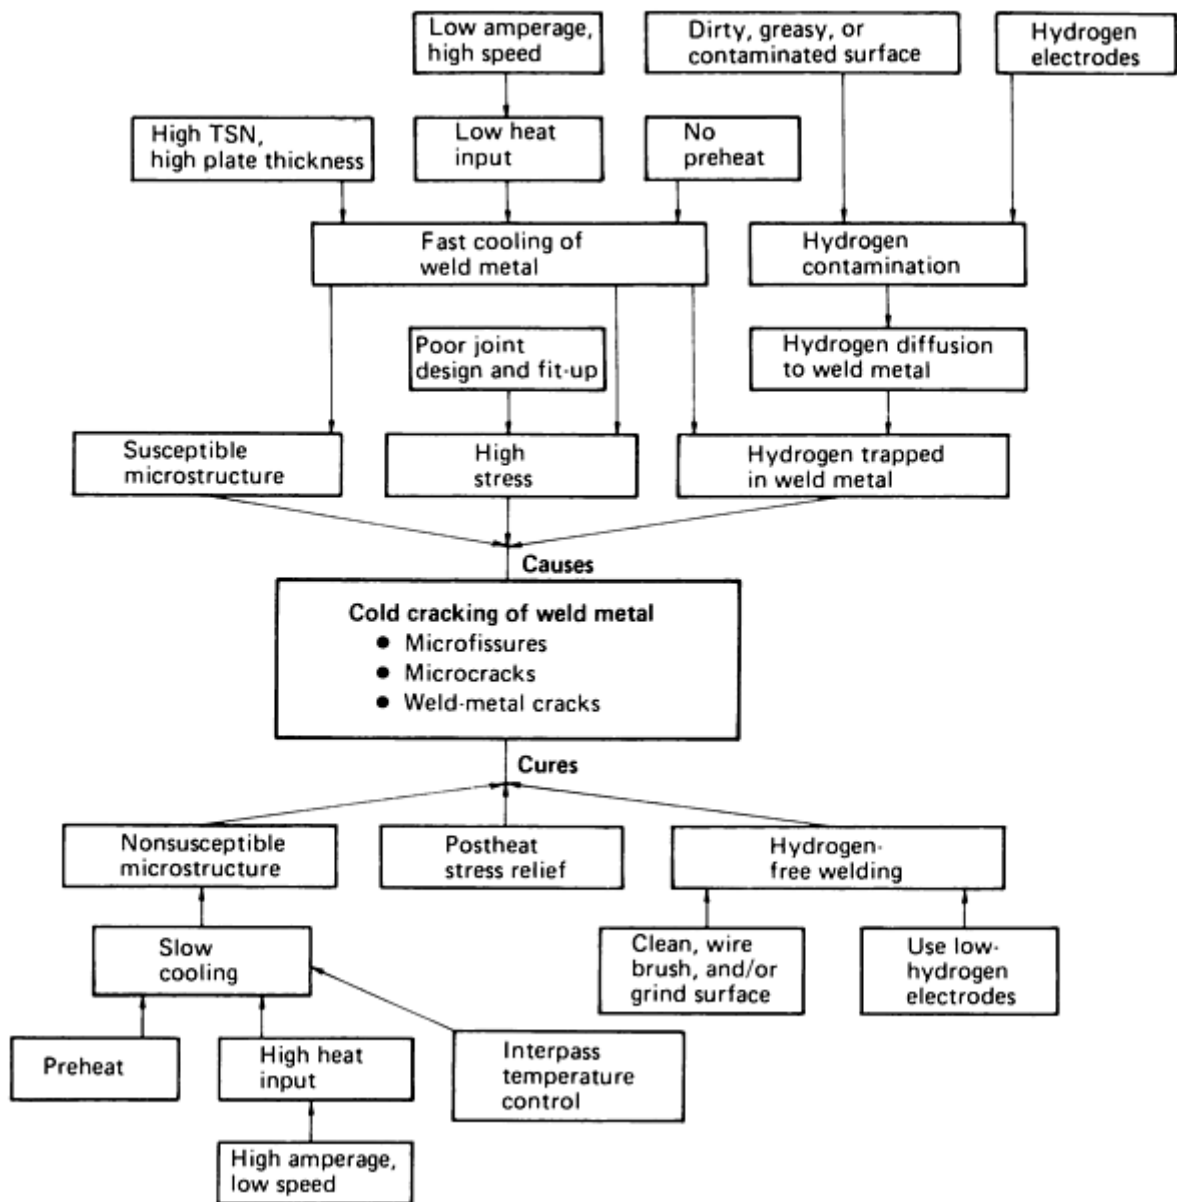 Low amperage,
high speed
Dirty, greasy, or
contaminated surface
Hydrogen
electrodes
High TSN,
high plate thickness
Low heat
input
No
preheat
Fast cooling of
weld metal
Hydrogen
contamination
Poor joint
design and fit-up
Hydrogen diffusion
to weld metal
Susceptible
microstructure
High
stress
Hydrogen trapped
in weld metal
Causes
Cold cracking of weld metal
● Microfissures
● Microcracks
● Weld-metal cracks
Cures
Nonsusceptible
microstructure
Postheat
stress relief
Hydrogen-
free welding
Slow
cooling
Clean, wire
brush, and/or
grind surface
Use low-
hydrogen
electrodes
Preheat
High heat
input
Interpass
temperature
control
High amperage,
low speed